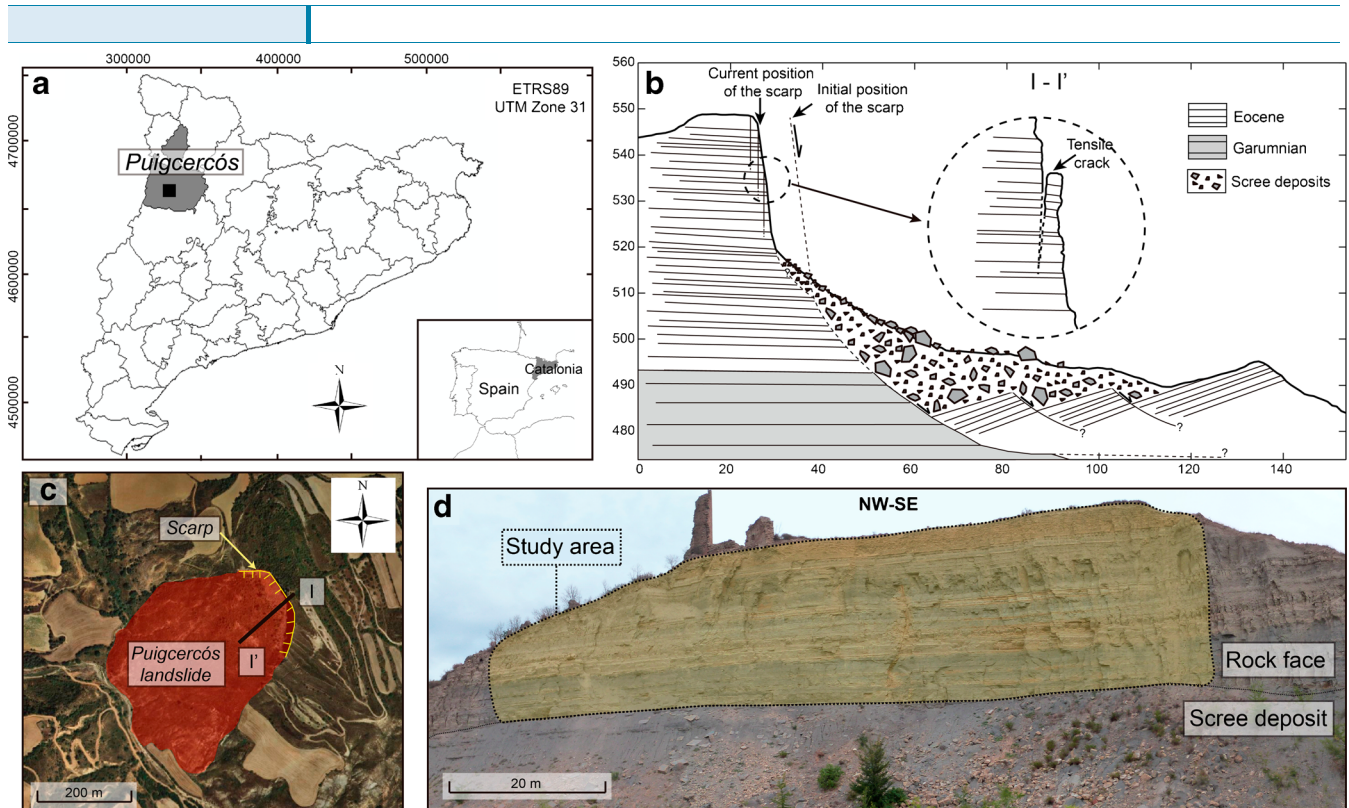 300000 400000 500000
a
ETRS89
UTM Zone 31
4700000
4600000
4500000
Puigcercós
N
Spain
Catalonia
b
560
550
540
530
520
510
500
490
480
0 20 40 60 80 100 120 140
Current position
of the scarp
Initial position
of the scarp
I - I'
Tensile
crack
Eocene
Garumnian
Scree deposits
?
?
?
c
N
Scarp
I
I'
Puigcercós
landslide
200 m
d
NW-SE
Study area
Rock face
Scree deposit
20 m